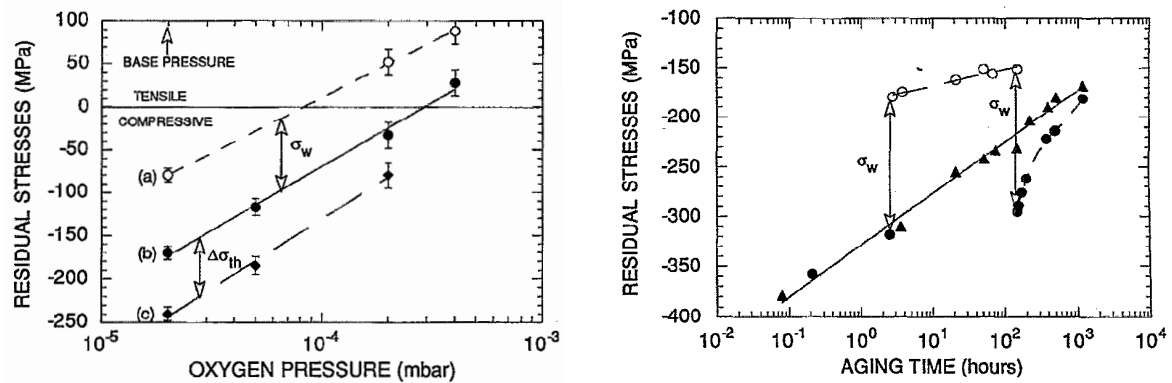 RESIDUAL STRESSES (MPa)
100
50
0
-50
-100
-150
-200
-250
BASE PRESSURE
TENSILE
COMPRESSIVE
(a)
σw
(b)
Δσth
(c)
10-5
10-4
10-3
OXYGEN PRESSURE (mbar)
RESIDUAL STRESSES (MPa)
-100
-150
-200
-250
-300
-350
-400
σw
σw
10-2
10-1
100
101
102
103
104
AGING TIME (hours)